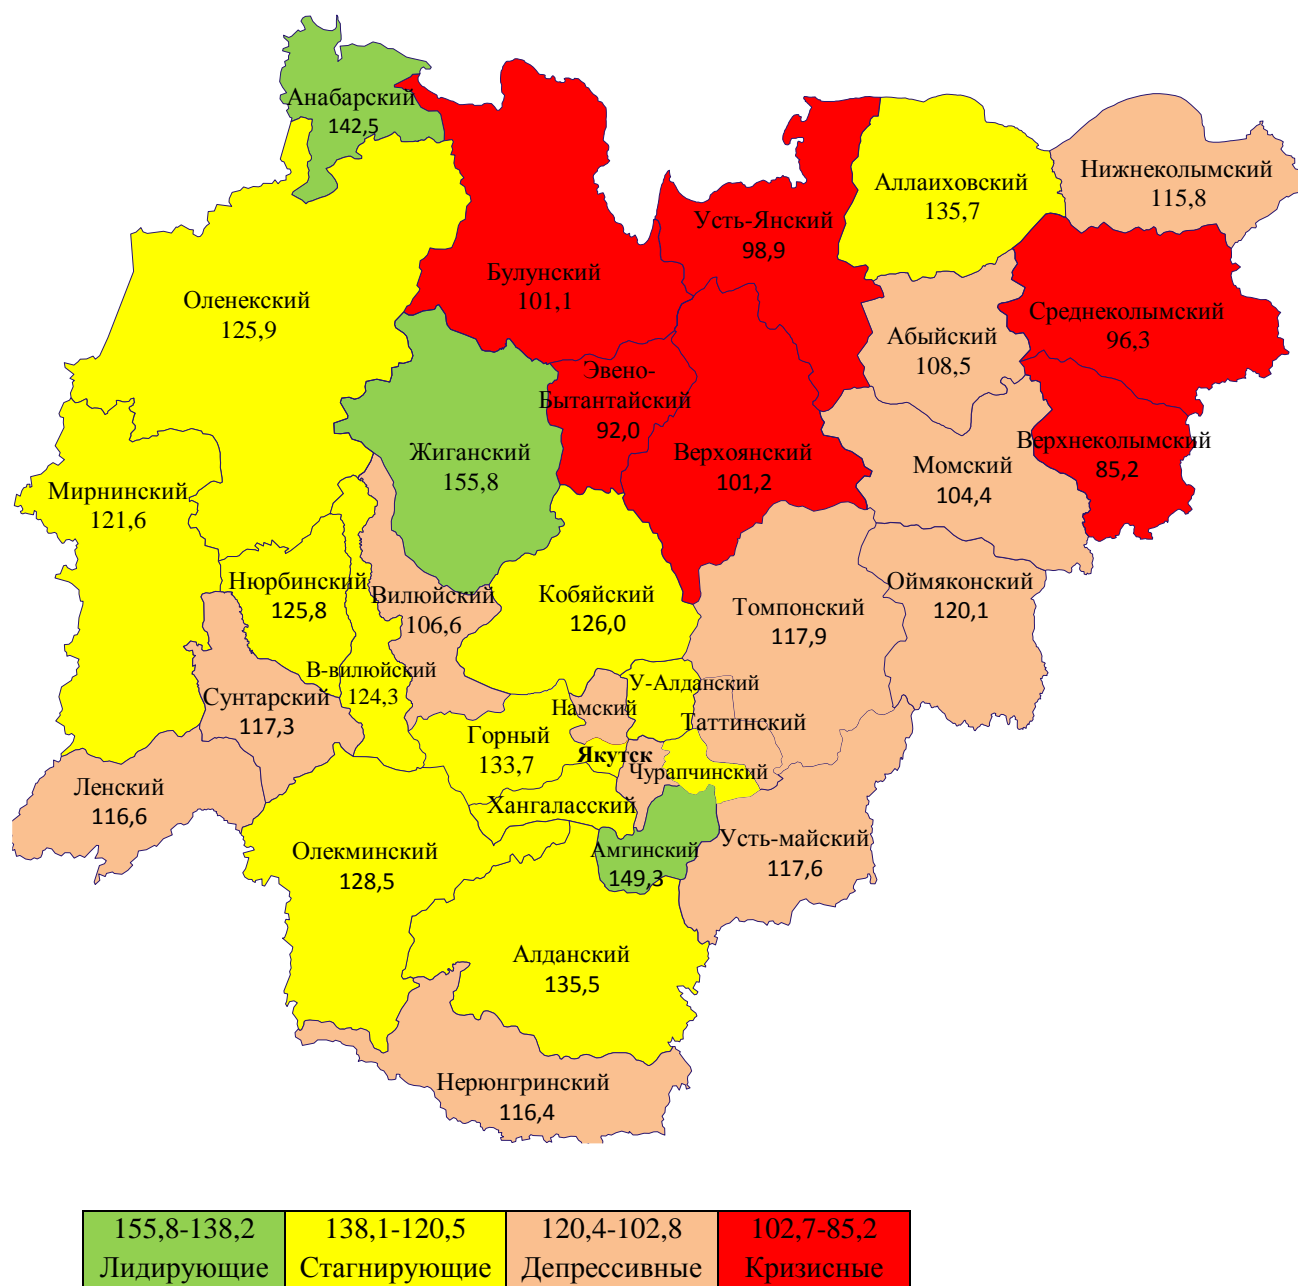 Анабарский
142,5
Оленекский
125,9
Булунский
101,1
Усть-Янский
98,9
Аллаиховский
135,7
Нижнеколымский
115,8
Среднеколымский
96,3
Абыйский
108,5
Верхнеколымский
85,2
Момский
104,4
Эвено-
Бытантайский
92,0
Верхоянский
101,2
Жиганский
155,8
Мирнинский
121,6
Нюрбинский
125,8
Вилюйский
106,6
Кобяйский
126,0
Томпонский
117,9
Оймяконский
120,1
В-вилюйский
124,3
Сунтарский
117,3
У-Алданский
Намский
Таттинский
Горный
133,7
Якутск
Чурапчинский
Хангаласский
Ленский
116,6
Олекминский
128,5
Амгинский
149,3
Усть-майский
117,6
Алданский
135,5
Нерюнгринский
116,4
155,8-138,2
Лидирующие
138,1-120,5
Стагнирующие
120,4-102,8
Депрессивные
102,7-85,2
Кризисные